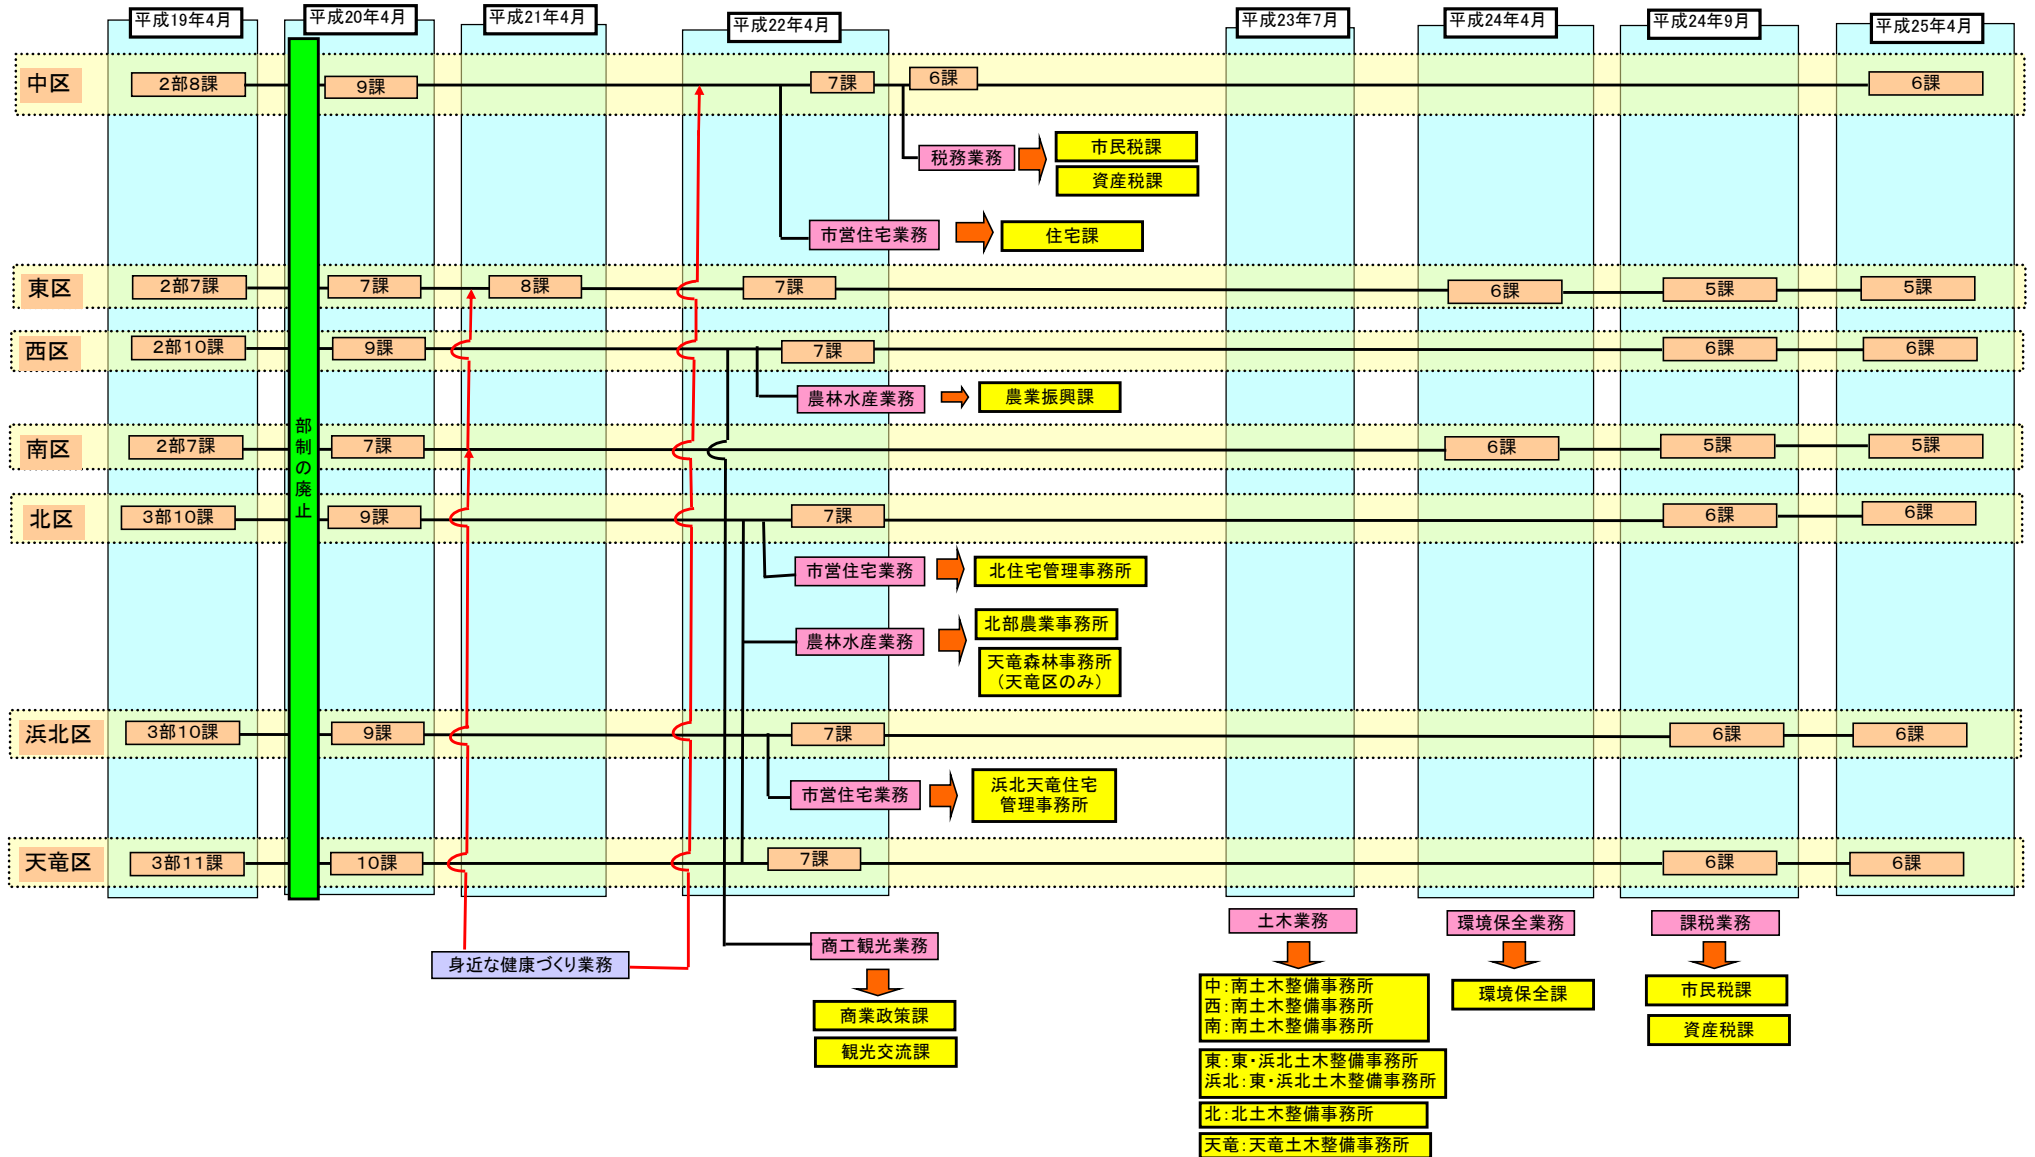 平成19年4月
平成20年4月
平成21年4月
平成22年4月
平成23年7月
平成24年4月
平成24年9月
平成25年4月
部制の廃止
中区
2部8課
9課
7課
6課
6課
税務業務
市民税課
資産税課
市営住宅業務
住宅課
東区
2部7課
7課
8課
7課
6課
5課
5課
西区
2部10課
9課
7課
6課
6課
農林水産業務
農業振興課
南区
2部7課
7課
6課
5課
5課
北区
3部10課
9課
7課
6課
6課
市営住宅業務
北住宅管理事務所
農林水産業務
北部農業事務所
天竜森林事務所
(天竜区のみ)
浜北区
3部10課
9課
7課
6課
6課
市営住宅業務
浜北天竜住宅
管理事務所
天竜区
3部11課
10課
7課
6課
6課
身近な健康づくり業務
商工観光業務
商業政策課
観光交流課
土木業務
中:南土木整備事務所
西:南土木整備事務所
南:南土木整備事務所
東:東・浜北土木整備事務所
浜北:東・浜北土木整備事務所
北:北土木整備事務所
天竜:天竜土木整備事務所
環境保全業務
環境保全課
課税業務
市民税課
資産税課